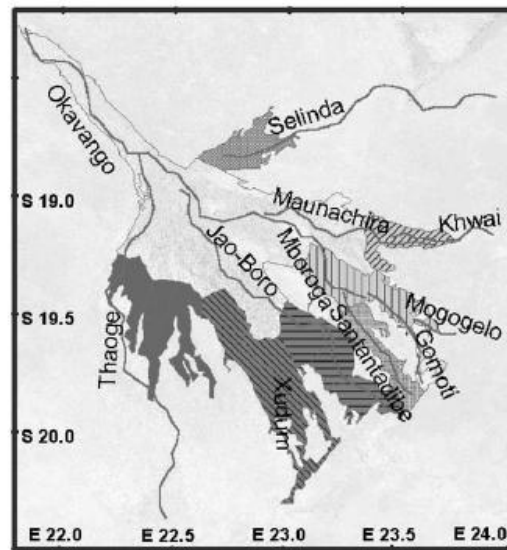 Okavango
Selinda
S 19.0
Maunachira
Khwai
Jao-Boro
Mboroga
Santantadibe
Mogogelo
Gomoti
S 19.5
Thaoge
Xudum
S 20.0
E 22.0 E 22.5 E 23.0 E 23.5 E 24.0